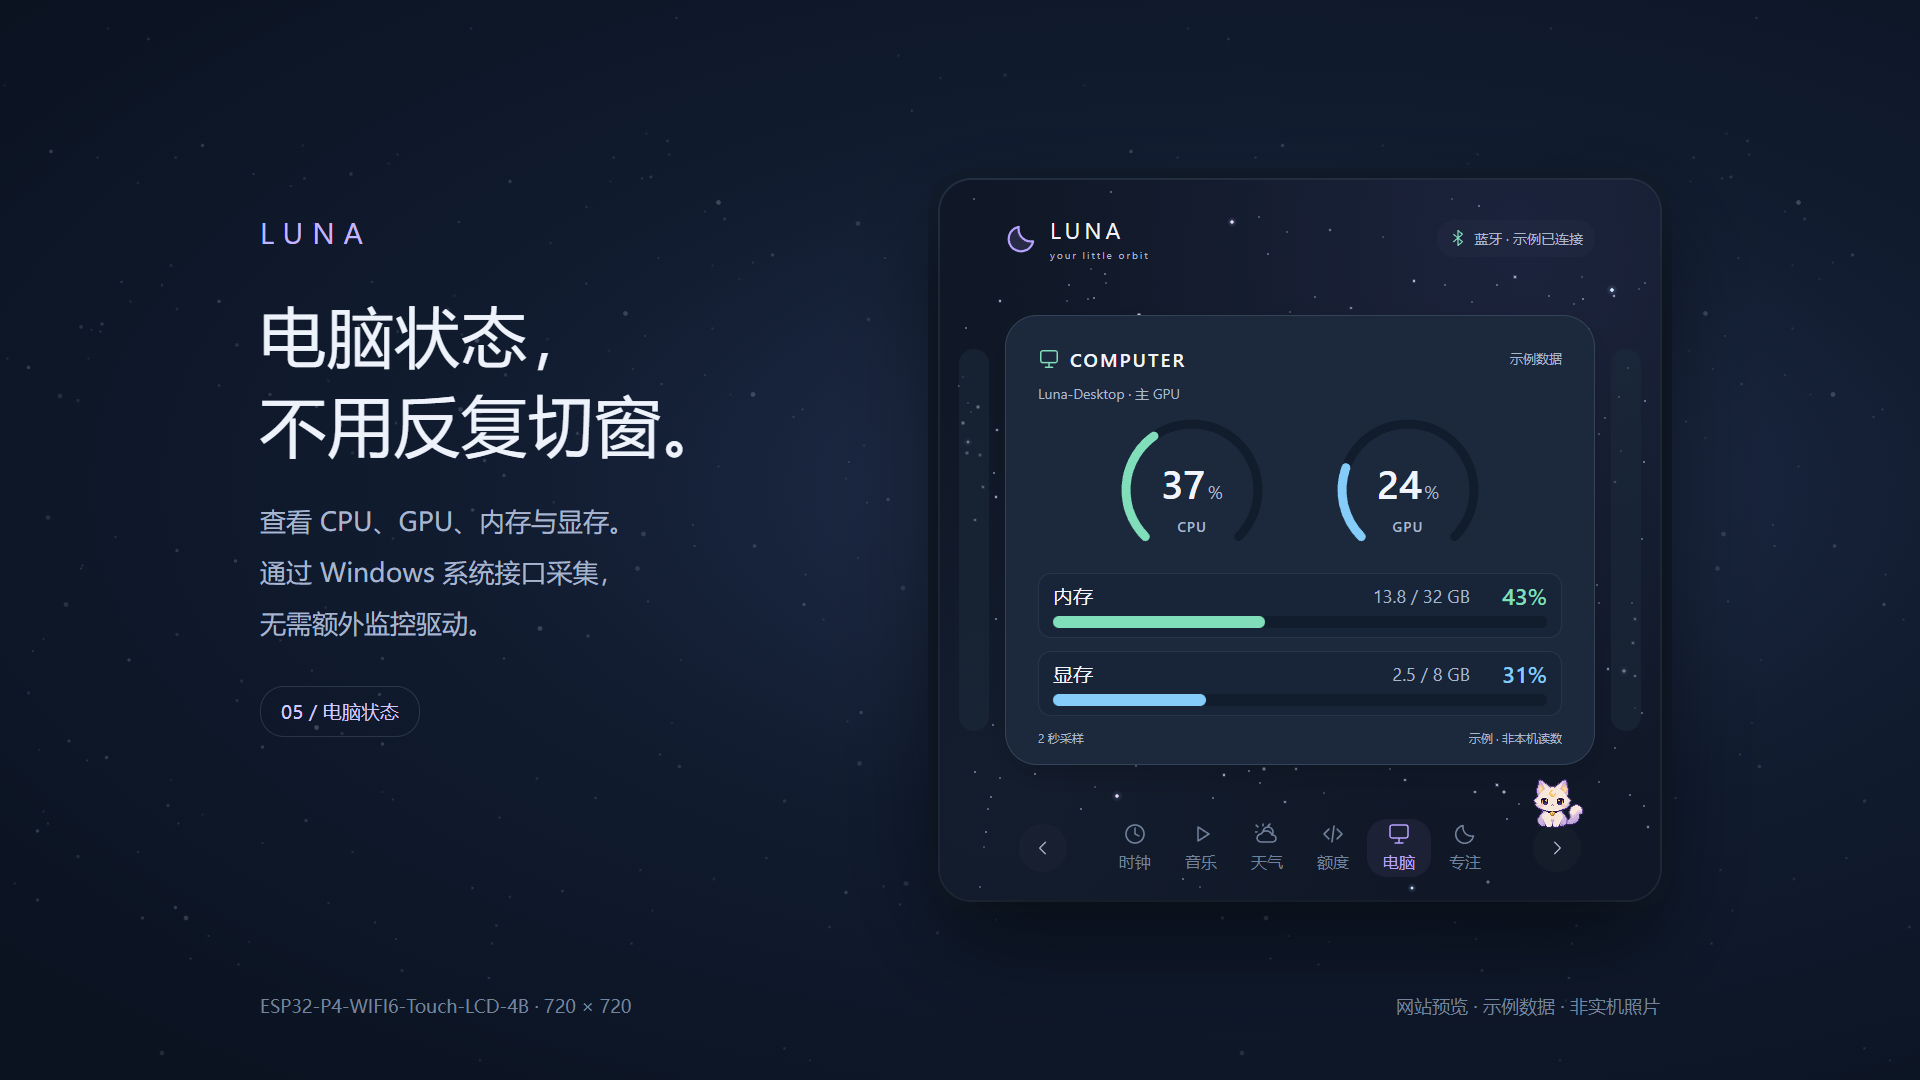 LUNA
电脑状态，
不用反复切窗。
查看 CPU、GPU、内存与显存。
通过 Windows 系统接口采集，
无需额外监控驱动。
05 / 电脑状态
LUNA
your little orbit
蓝牙 · 示例已连接
COMPUTER
示例数据
Luna-Desktop · 主 GPU
37%
CPU
24%
GPU
内存 13.8 / 32 GB 43%
显存 2.5 / 8 GB 31%
2 秒采样
示例 · 非本机读数
时钟 音乐 天气 额度 电脑 专注
ESP32-P4-WIFI6-Touch-LCD-4B · 720 × 720
网站预览 · 示例数据 · 非实机照片